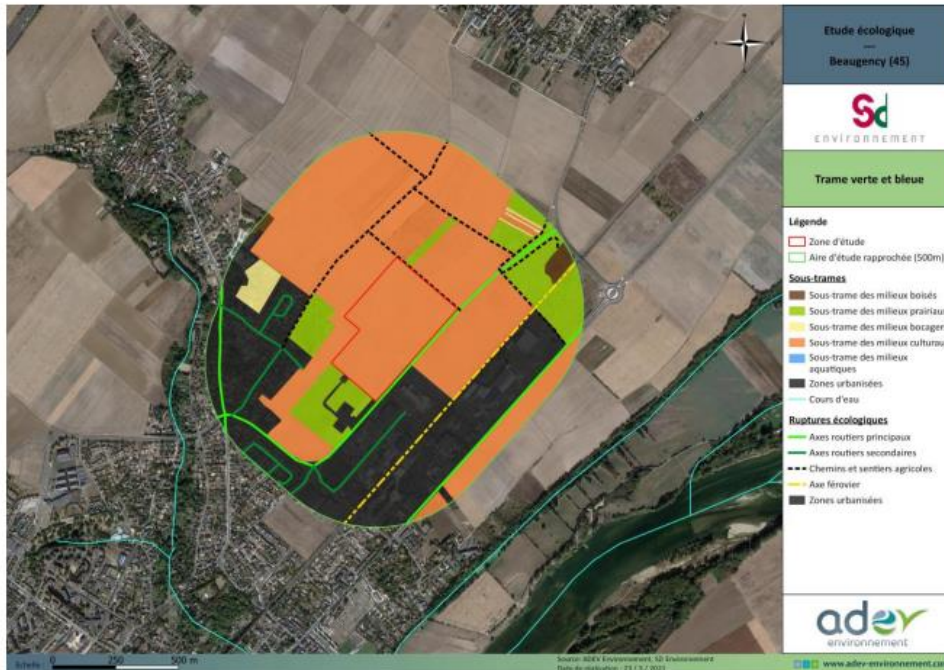 Etude écologique
Beaugency (45)
Sd
ENVIRONNEMENT
Trame verte et bleue
Légende
Zone d'étude
Aire d'étude rapprochée (500m)
Sous-trames
Sous-trame des milieux boisés
Sous-trame des milieux prairiau
Sous-trame des milieux bocager
Sous-trame des milieux culturau
Sous-trame des milieux
aquatiques
Zones urbanisées
Cours d'eau
Ruptures écologiques
Axes routiers principaux
Axes routiers secondaires
Chemins et sentiers agricoles
Axe férovier
Zones urbanisées
adev
environnement
Echelle :
0 250 500 m
Source: ADEV Environnement, SD Environnement
Date de réalisation :
www.adev-environnement.com